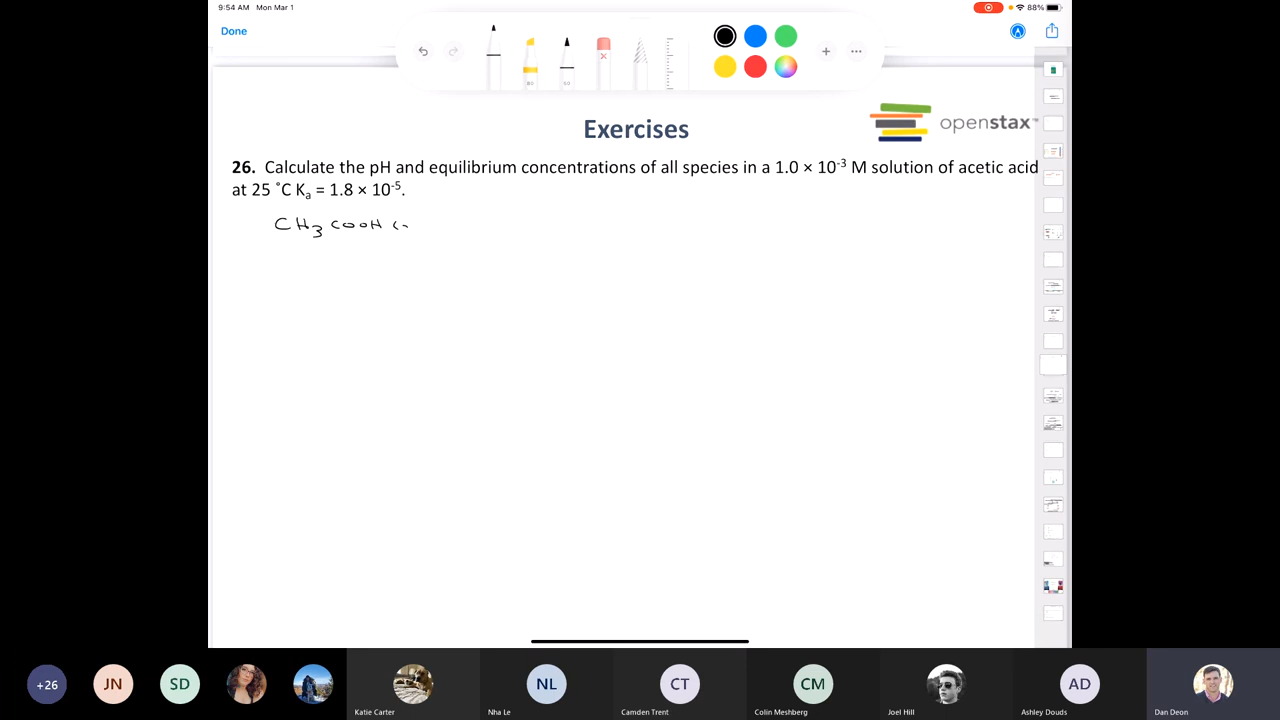 9:54 AM Mon Mar 1
88%
Done
openstax™
Exercises
26. Calculate the pH and equilibrium concentrations of all species in a 1.0 × 10⁻³ M solution of acetic acid
at 25 ˚C Kₐ = 1.8 × 10⁻⁵.
CH₃COOH
+26
JN
SD
NL
CT
CM
AD
Katie Carter
Nha Le
Camden Trent
Colin Meshberg
Joel Hill
Ashley Douds
Dan Deon